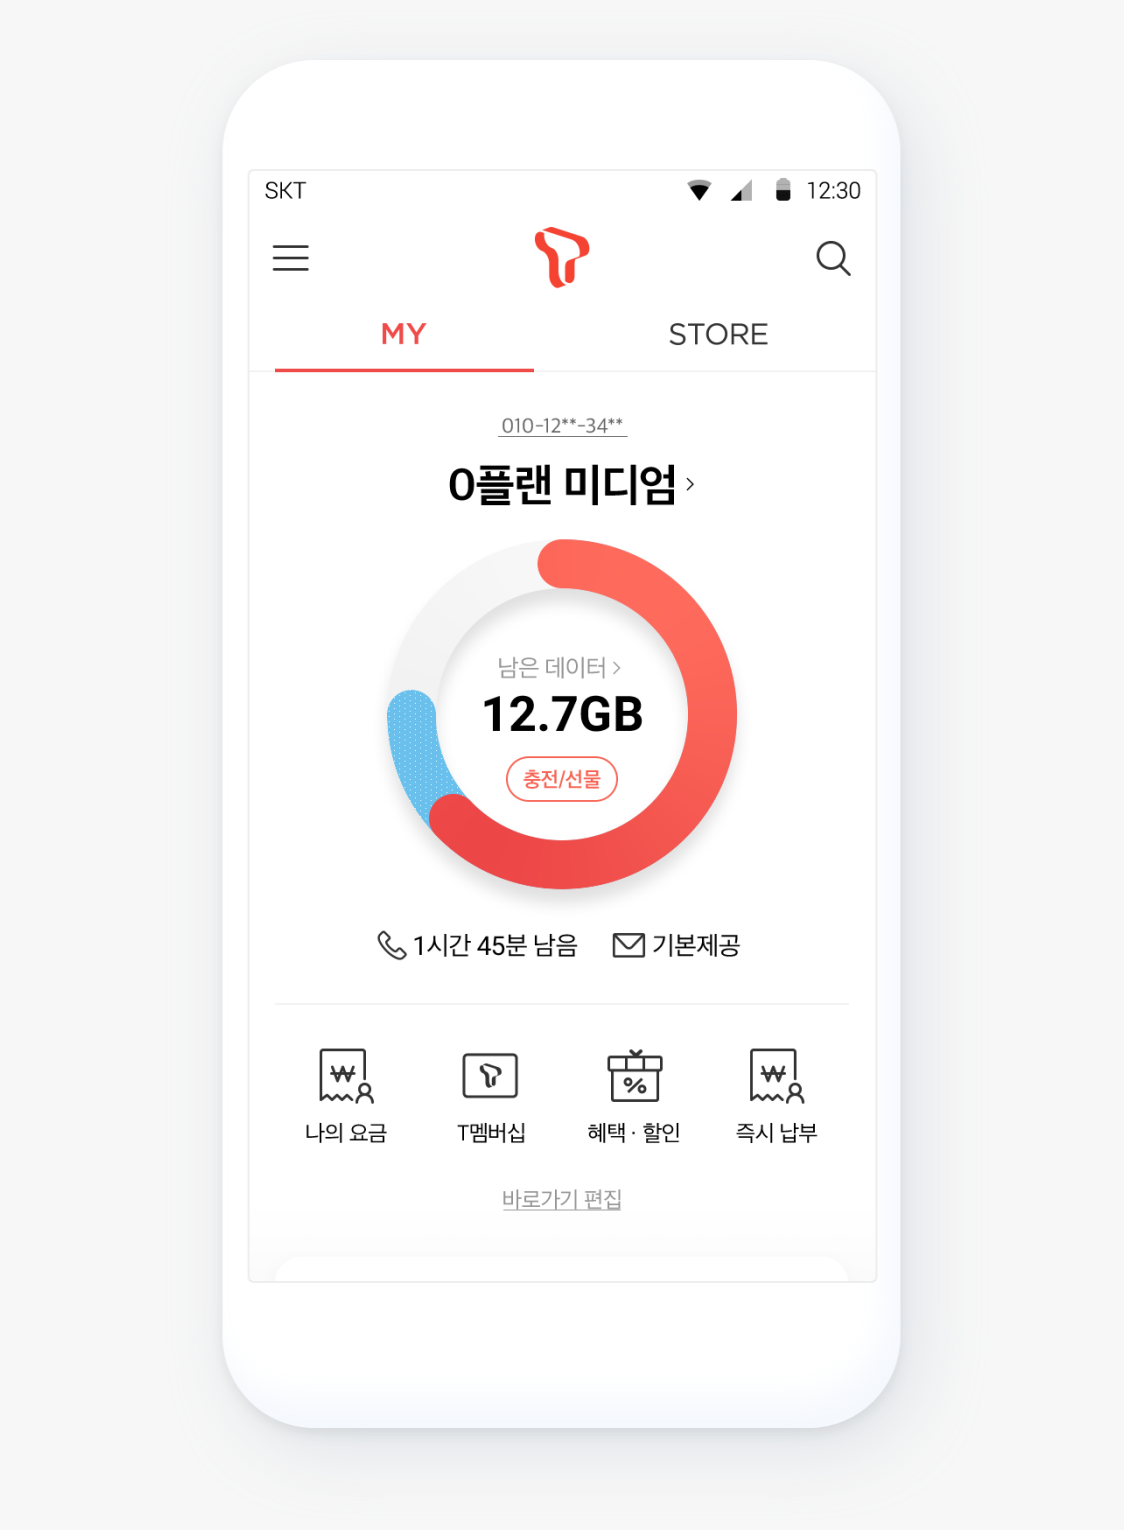 SKT 12:30
MY STORE
010-12**-34**
0플랜 미디엄 >
남은 데이터 >
12.7GB
충전/선물
1시간 45분 남음 기본제공
나의 요금 T멤버십 혜택 · 할인 즉시 납부
바로가기 편집